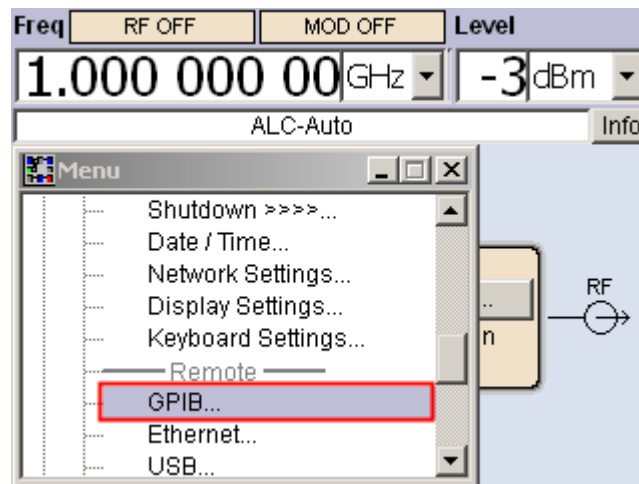 Freq RF OFF MOD OFF Level
1.000 000 00 GHz -3 dBm
ALC-Auto Info
Menu
Shutdown >>>>...
Date / Time...
Network Settings...
Display Settings...
Keyboard Settings...
Remote
GPIB...
Ethernet...
USB...
..
n
RF